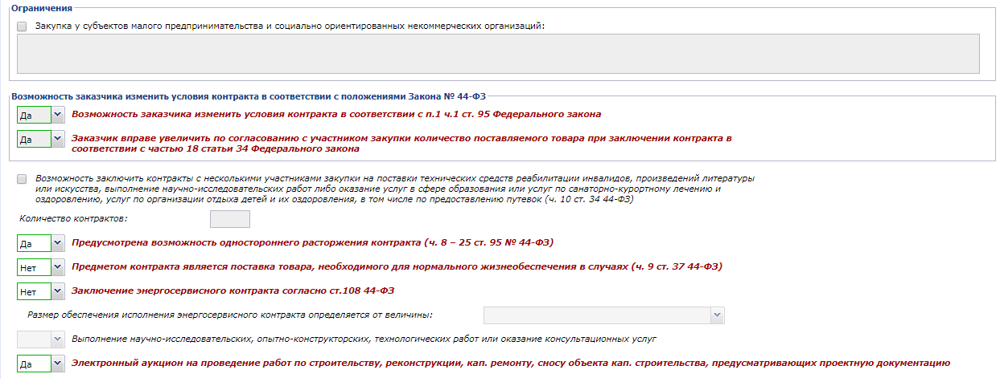 Ограничения
Закупка у субъектов малого предпринимательства и социально ориентированных некоммерческих организаций:
Возможность заказчика изменить условия контракта в соответствии с положениями Закона № 44-ФЗ
Да Возможность заказчика изменить условия контракта в соответствии с п.1 ч.1 ст. 95 Федерального закона
Да Заказчик вправе увеличить по согласованию с участником закупки количество поставляемого товара при заключении контракта в
соответствии с частью 18 статьи 34 Федерального закона
Возможность заключить контракты с несколькими участниками закупки на поставки технических средств реабилитации инвалидов, произведений литературы
или искусства, выполнение научно-исследовательских работ либо оказание услуг в сфере образования или услуг по санаторно-курортному лечению и
оздоровлению, услуг по организации отдыха детей и их оздоровления, в том числе по предоставлению путевок (ч. 10 ст. 34 44-ФЗ)
Количество контрактов:
Да Предусмотрена возможность одностороннего расторжения контракта (ч. 8 – 25 ст. 95 № 44-ФЗ)
Нет Предметом контракта является поставка товара, необходимого для нормального жизнеобеспечения в случаях (ч. 9 ст. 37 44-ФЗ)
Нет Заключение энергосервисного контракта согласно ст.108 44-ФЗ
Размер обеспечения исполнения энергосервисного контракта определяется от величины:
Выполнение научно-исследовательских, опытно-конструкторских, технологических работ или оказание консультационных услуг
Да Электронный аукцион на проведение работ по строительству, реконструкции, кап. ремонту, сносу объекта кап. строительства, предусматривающих проектную документацию